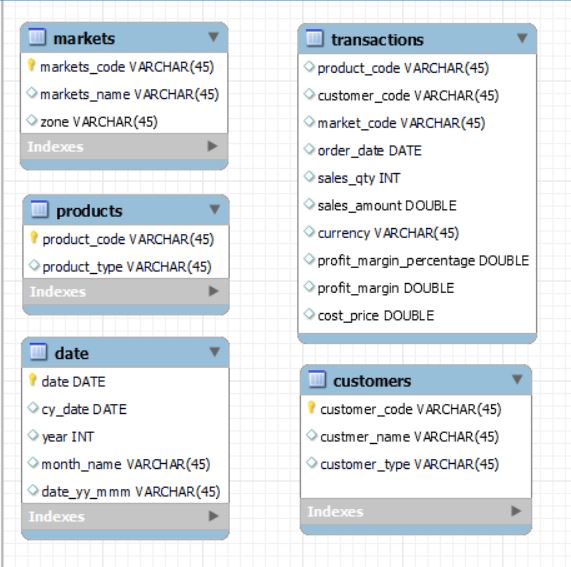 markets
markets_code VARCHAR(45)
markets_name VARCHAR(45)
zone VARCHAR(45)
Indexes
products
product_code VARCHAR(45)
product_type VARCHAR(45)
Indexes
date
date DATE
cy_date DATE
year INT
month_name VARCHAR(45)
date_yy_mmm VARCHAR(45)
Indexes
transactions
product_code VARCHAR(45)
customer_code VARCHAR(45)
market_code VARCHAR(45)
order_date DATE
sales_qty INT
sales_amount DOUBLE
currency VARCHAR(45)
profit_margin_percentage DOUBLE
profit_margin DOUBLE
cost_price DOUBLE
customers
customer_code VARCHAR(45)
custmer_name VARCHAR(45)
customer_type VARCHAR(45)
Indexes